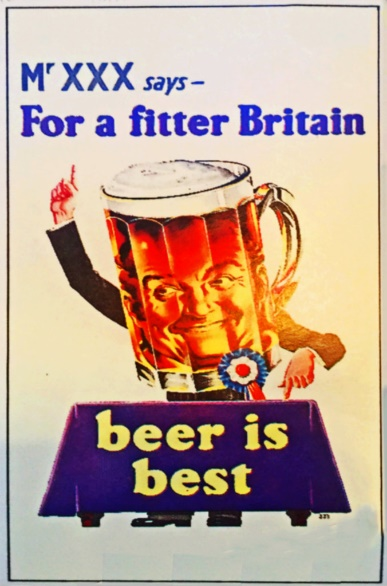 Mr XXX says –
For a fitter Britain
beer is
best